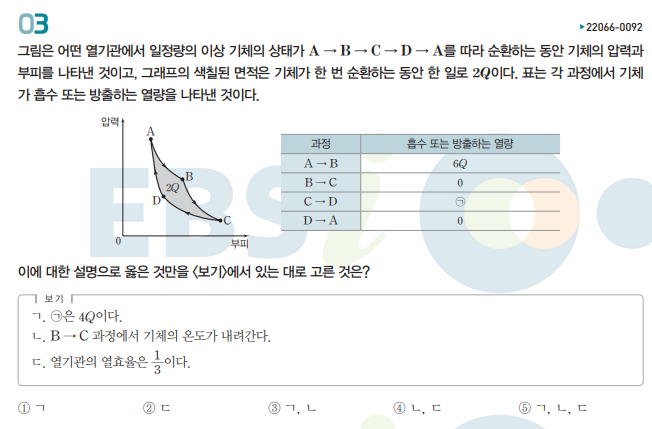 03
▶22066-0092
그림은 어떤 열기관에서 일정량의 이상 기체의 상태가 A → B → C → D → A를 따라 순환하는 동안 기체의 압력과
부피를 나타낸 것이고, 그래프의 색칠된 면적은 기체가 한 번 순환하는 동안 한 일로 2Q이다. 표는 각 과정에서 기체
가 흡수 또는 방출하는 열량을 나타낸 것이다.
압력
A
B
2Q
D
C
0
부피
과정 흡수 또는 방출하는 열량
A → B 6Q
B → C 0
C → D ㉠
D → A 0
EBSi
이에 대한 설명으로 옳은 것만을 〈보기〉에서 있는 대로 고른 것은?
보기
ㄱ. ㉠은 4Q이다.
ㄴ. B → C 과정에서 기체의 온도가 내려간다.
ㄷ. 열기관의 열효율은 1/3이다.
① ㄱ ② ㄷ ③ ㄱ, ㄴ ④ ㄴ, ㄷ ⑤ ㄱ, ㄴ, ㄷ